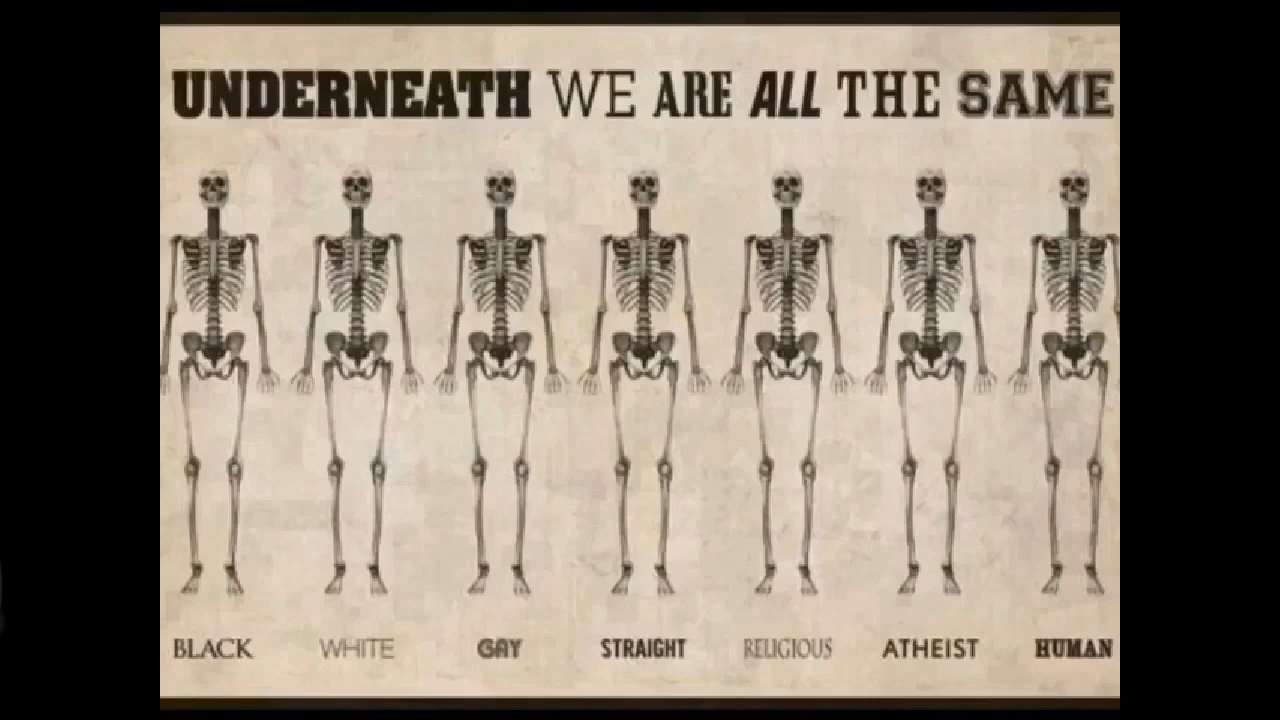 UNDERNEATH WE ARE ALL THE SAME
BLACK WHITE GAY STRAIGHT RELIGIOUS ATHEIST HUMAN